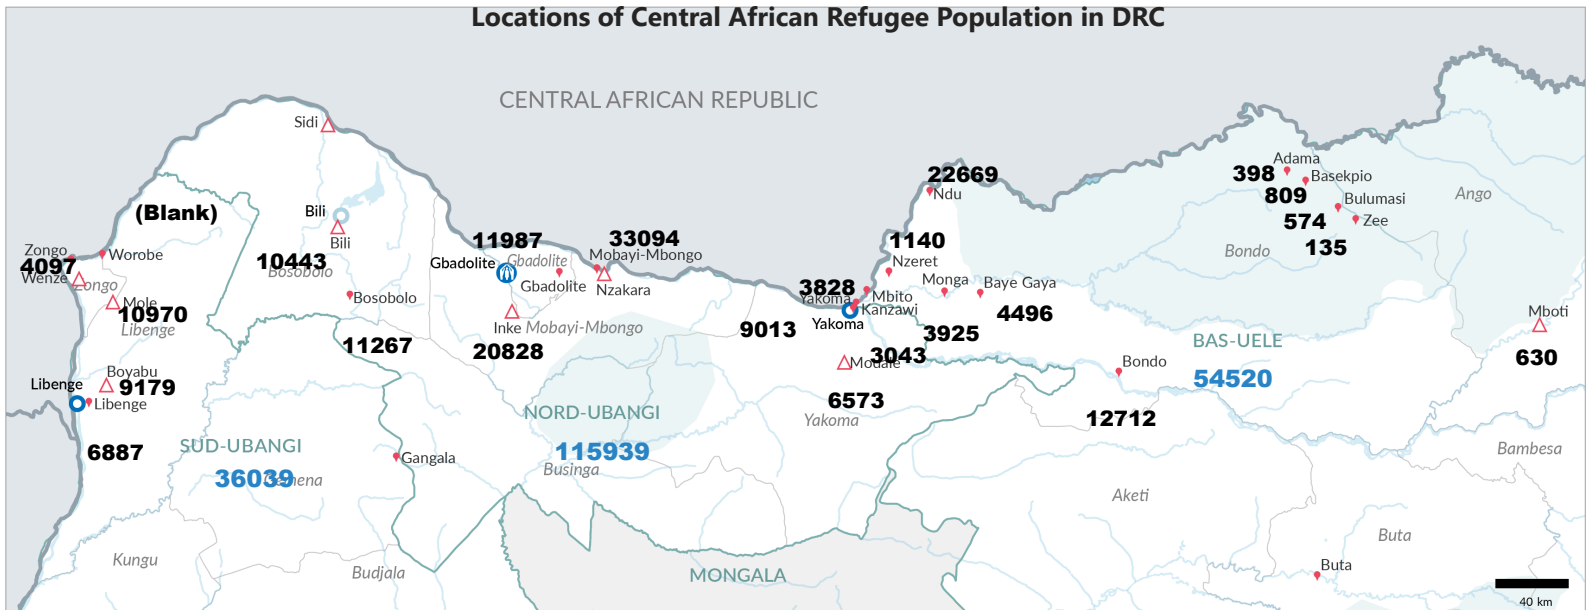 Locations of Central African Refugee Population in DRC
CENTRAL AFRICAN REPUBLIC
Sidi
Adama
398
Basekpio
22669
Ndu
809
Bulumasi
Ango
574
Zee
(Blank)
Bili
Bili
135
Bondo
11987
33094
1140
Zongo
Worobe
4097
Wenze
Zongo
10443
Bosobolo
Gbadolite
Gbadolite
Gbadolite
Mobayi-Mbongo
Nzakara
Nzeret
Monga
Baye Gaya
3828
Yakoma
Mbito
Kanzawi
Yakoma
Mole
10970
Libenge
Bosobolo
Inke
Mobayi-Mbongo
9013
3925
4496
Mboti
11267
20828
3043
Modale
BAS-UELE
54520
630
Bondo
Boyabu
Libenge
9179
Libenge
6573
Yakoma
12712
NORD-UBANGI
115939
Businga
6887
SUD-UBANGI
36039
Gemena
Gangala
Bambesa
Aketi
Buta
Kungu
Budjala
MONGALA
Buta
40 km